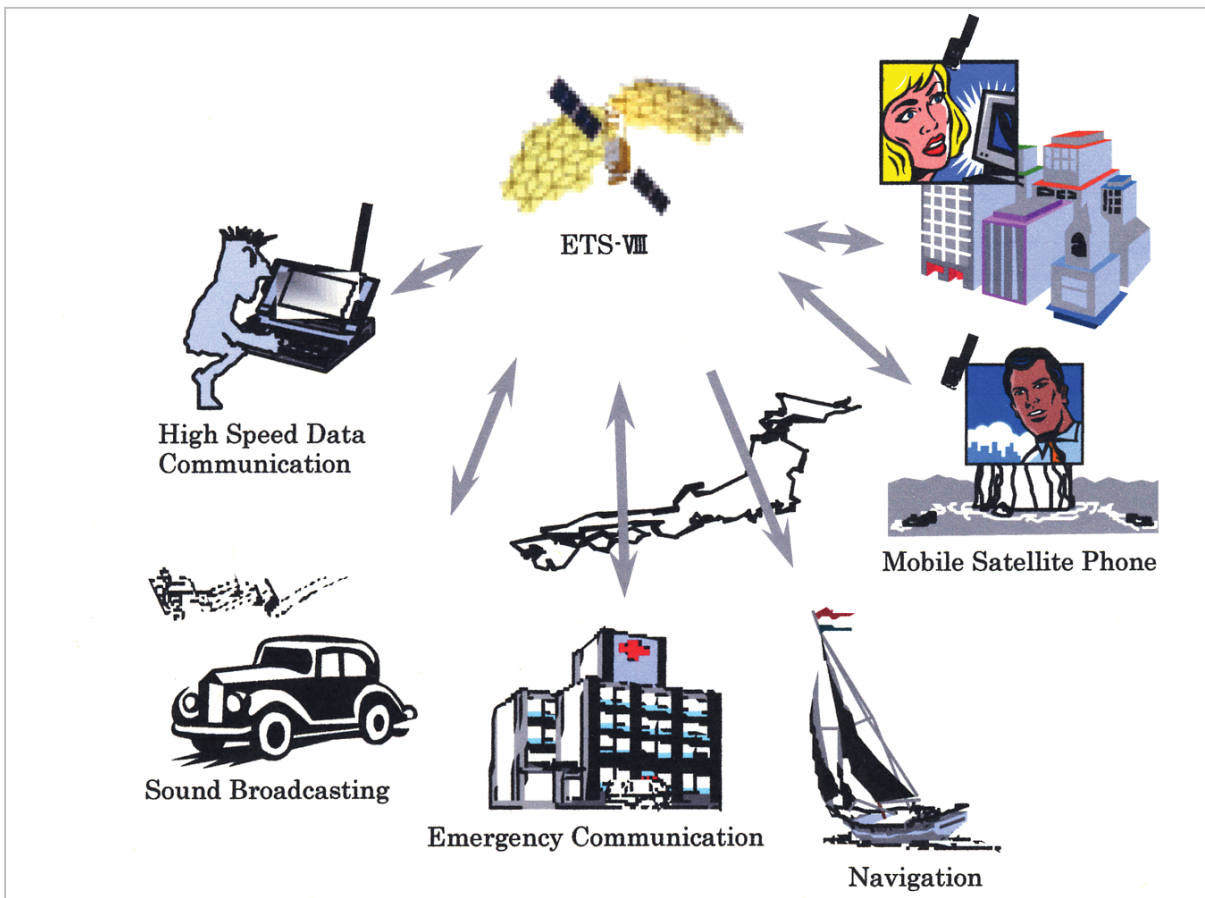 ETS-Ⅷ
High Speed Data
Communication
Mobile Satellite Phone
Sound Broadcasting
Emergency Communication
Navigation